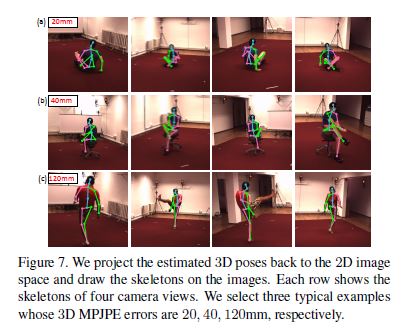 (a) 20mm
(b) 40mm
(c) 120mm
Figure 7. We project the estimated 3D poses back to the 2D image
space and draw the skeletons on the images. Each row shows the
skeletons of four camera views. We select three typical examples
whose 3D MPJPE errors are 20, 40, 120mm, respectively.